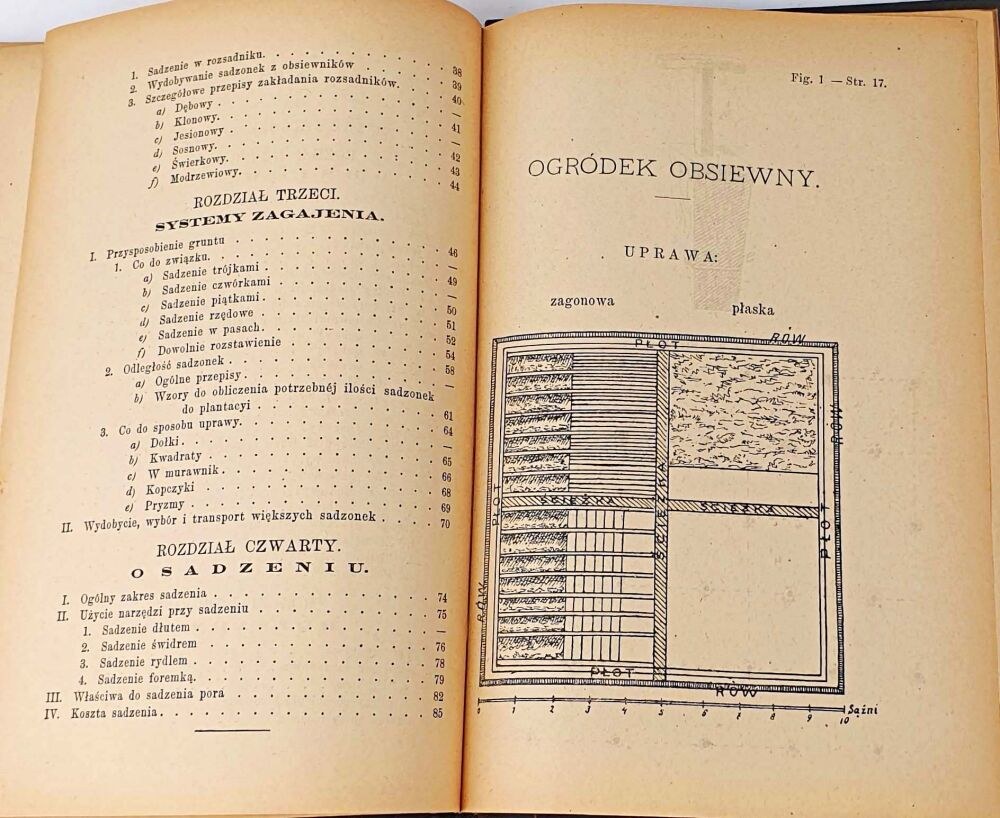 1. Sadzenie w rozsadniku. . . . . . . . . . . 38
2. Wydobywanie sadzonek z obsiewników . . . . . 39
3. Szczegółowe przepisy zakładania rozsadników. . . 40
a) Dębowy . . . . . . . . . . . —
b) Klonowy. . . . . . . . . . . 41
c) Jesionowy . . . . . . . . . . . —
d) Sosnowy. . . . . . . . . . . 42
e) Świerkowy. . . . . . . . . . . 43
f) Modrzewiowy. . . . . . . . . . . 44
ROZDZIAŁ TRZECI.
SYSTEMY ZAGAJENIA.
I. Przysposobienie gruntu . . . . . . . . . . . 46
1. Co do związku. . . . . . . . . . . —
a) Sadzenie trójkami . . . . . . . . . . . 49
b) Sadzenie czwórkami . . . . . . . . . . . —
c) Sadzenie piątkami . . . . . . . . . . . 50
d) Sadzenie rzędowe . . . . . . . . . . . 51
e) Sadzenie w pasach . . . . . . . . . . . 52
f) Dowolnie rozstawienie . . . . . . . . . . . 54
2. Odległość sadzonek . . . . . . . . . . . 58
a) Ogólne przepisy . . . . . . . . . . . —
b) Wzory do obliczenia potrzebnéj ilości sadzonek
do plantacyi . . . . . . . . . . . 61
3. Co do sposobu uprawy. . . . . . . . . . . 64
a) Dołki . . . . . . . . . . . —
b) Kwadraty . . . . . . . . . . . 65
c) W murawnik . . . . . . . . . . . 66
d) Kopczyki . . . . . . . . . . . 68
e) Pryzmy . . . . . . . . . . . 69
II. Wydobycie, wybór i transport większych sadzonek . . . . 70
ROZDZIAŁ CZWARTY.
O SADZENIU.
I. Ogólny zakres sadzenia . . . . . . . . . . . 74
II. Użycie narzędzi przy sadzeniu . . . . . . . . . . . 75
1. Sadzenie dłutem . . . . . . . . . . . —
2. Sadzenie świdrem . . . . . . . . . . . 76
3. Sadzenie rydlem . . . . . . . . . . . 78
4. Sadzenie foremką. . . . . . . . . . . 79
III. Właściwa do sadzenia pora . . . . . . . . . . . 82
IV. Koszta sadzenia . . . . . . . . . . . 85
Fig. 1 — Str. 17.
OGRÓDEK OBSIEWNY.
UPRAWA:
zagonowa płaska
RÓW
PŁOT
RÓW
PŁOT
ŚCIEŻKA
ŚCIEŻKA
ŚCIEŻKA
PŁOT
RÓW
PŁOT
RÓW
0 1 2 3 4 5 6 7 8 9 10 Sążni